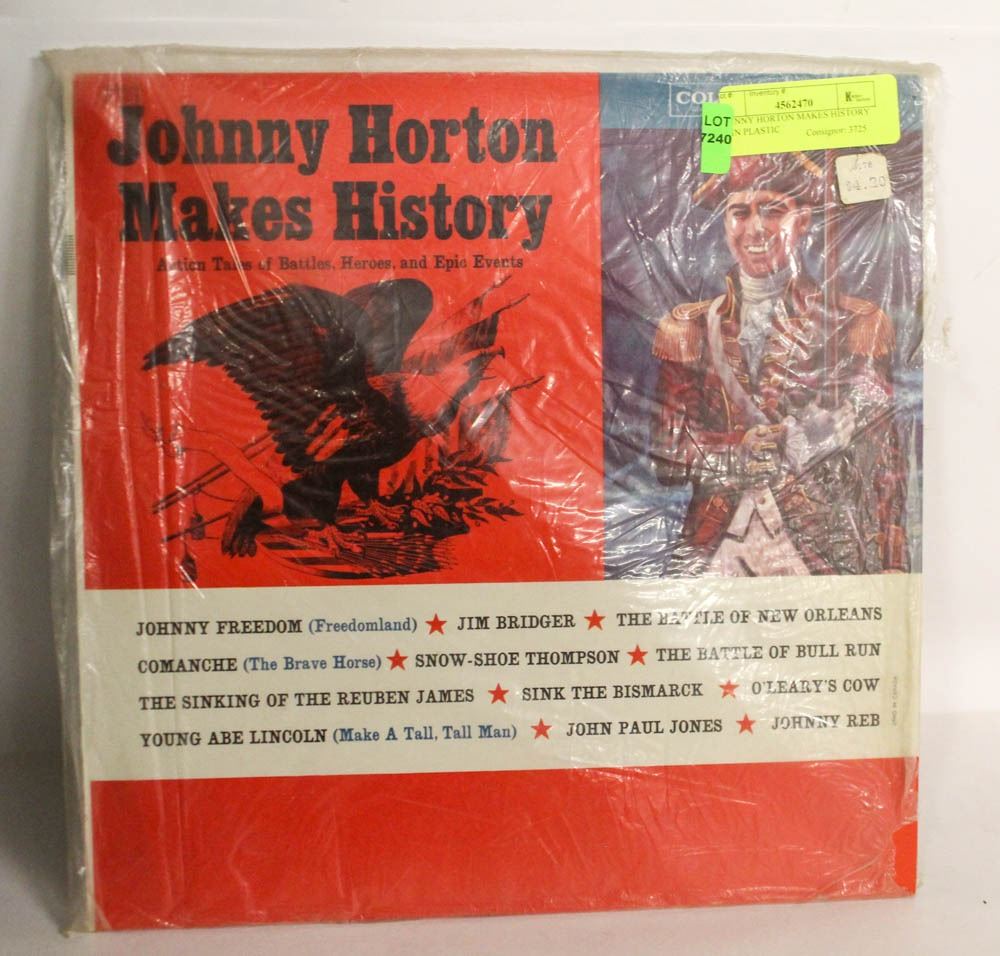 Johnny Horton
Makes History
Action Tales of Battles, Heroes, and Epic Events
COL
Inventory #
4562470
NNY HORTON MAKES HISTORY
N PLASTIC Consignor: 3725
LOT
7240
$4.20
JOHNNY FREEDOM (Freedomland) ★ JIM BRIDGER ★ THE BATTLE OF NEW ORLEANS
COMANCHE (The Brave Horse) ★ SNOW-SHOE THOMPSON ★ THE BATTLE OF BULL RUN
THE SINKING OF THE REUBEN JAMES ★ SINK THE BISMARCK ★ O'LEARY'S COW
YOUNG ABE LINCOLN (Make A Tall, Tall Man) ★ JOHN PAUL JONES ★ JOHNNY REB